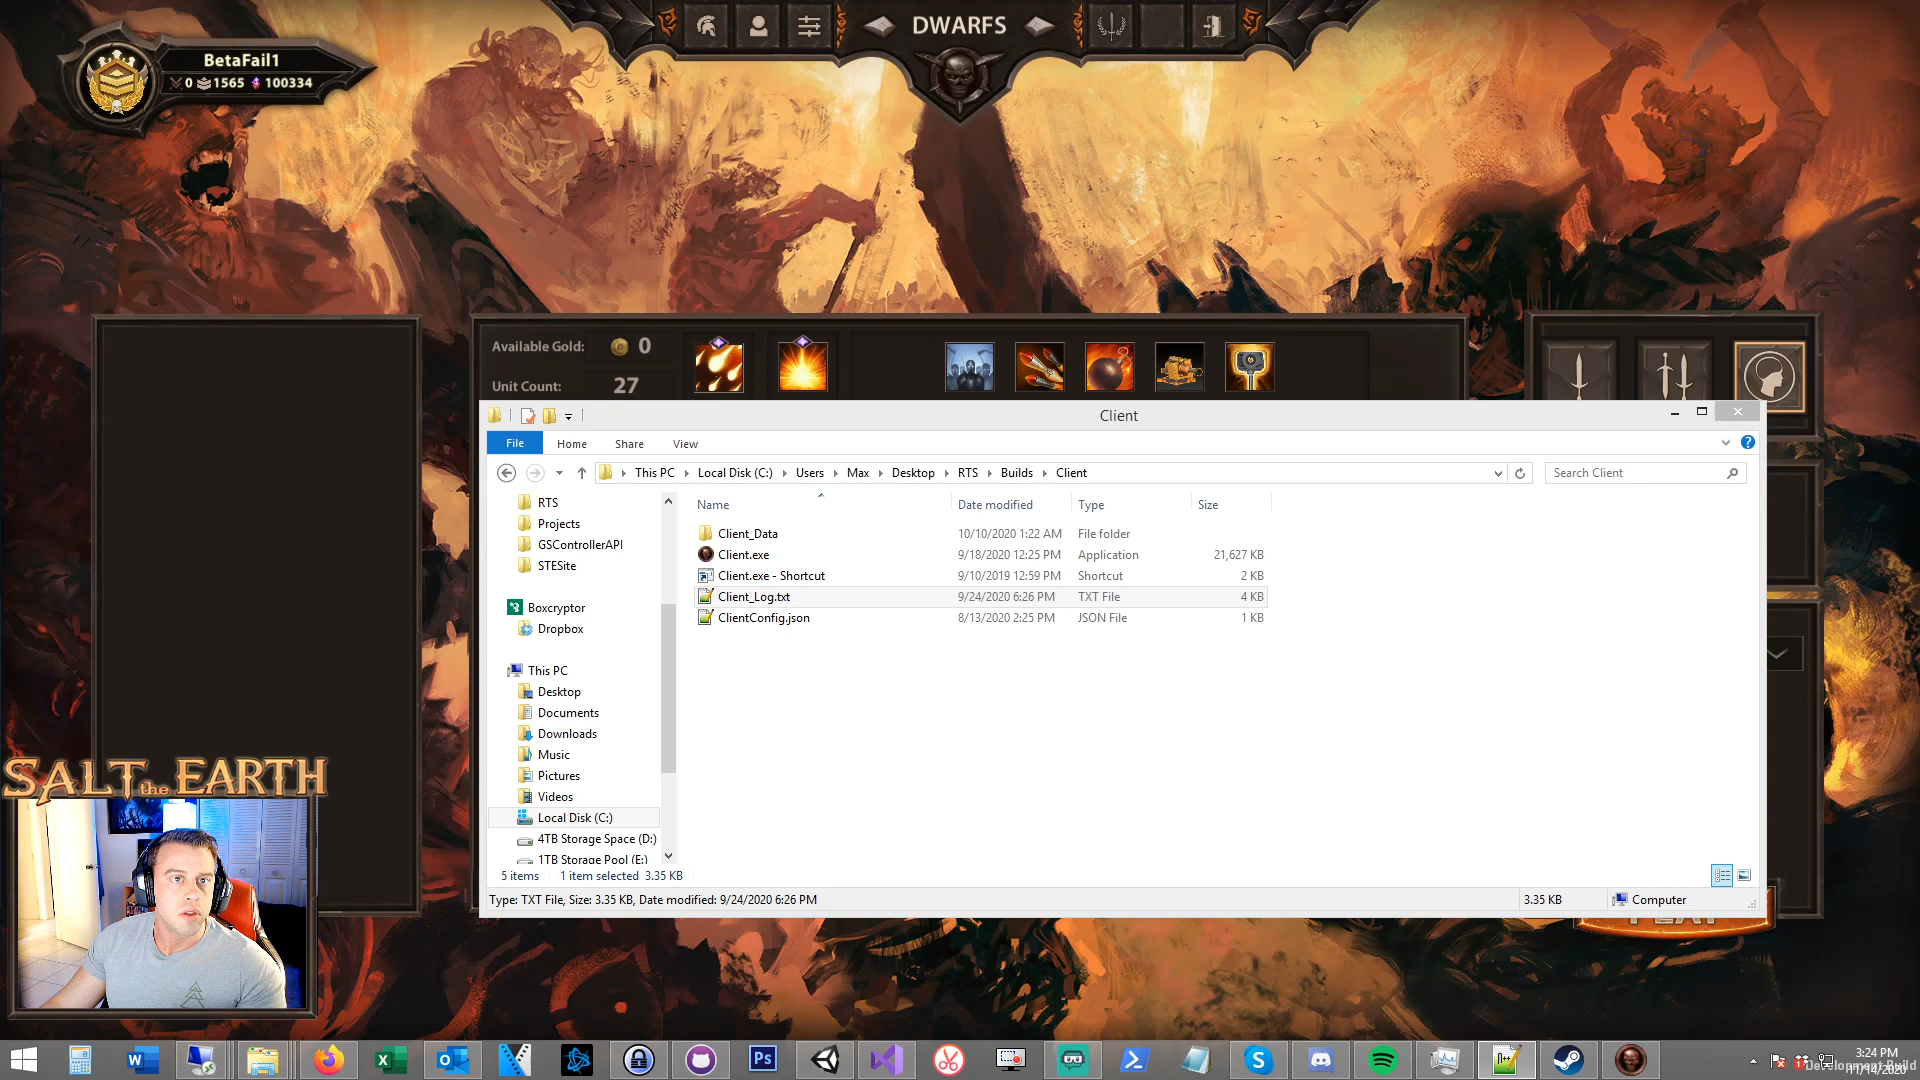 DWARFS
BetaFail1
0 1565 100334
Available Gold: 0
Unit Count: 27
Client
File Home Share View
This PC Local Disk (C:) Users Max Desktop RTS Builds Client
Search Client
Name Date modified Type Size
RTS
Projects
GSControllerAPI
STESite
Boxcryptor
Dropbox
This PC
Desktop
Documents
Downloads
Music
Pictures
Videos
Local Disk (C:)
4TB Storage Space (D:)
1TB Storage Pool (E:)
Client_Data 10/10/2020 1:22 AM File folder
Client.exe 9/18/2020 12:25 PM Application 21,627 KB
Client.exe - Shortcut 9/10/2019 12:59 PM Shortcut 2 KB
Client_Log.txt 9/24/2020 6:26 PM TXT File 4 KB
ClientConfig.json 8/13/2020 2:25 PM JSON File 1 KB
5 items 1 item selected 3.35 KB
Type: TXT File, Size: 3.35 KB, Date modified: 9/24/2020 6:26 PM 3.35 KB Computer
SALT the EARTH
3:24 PM
11/14/2020
Development Build